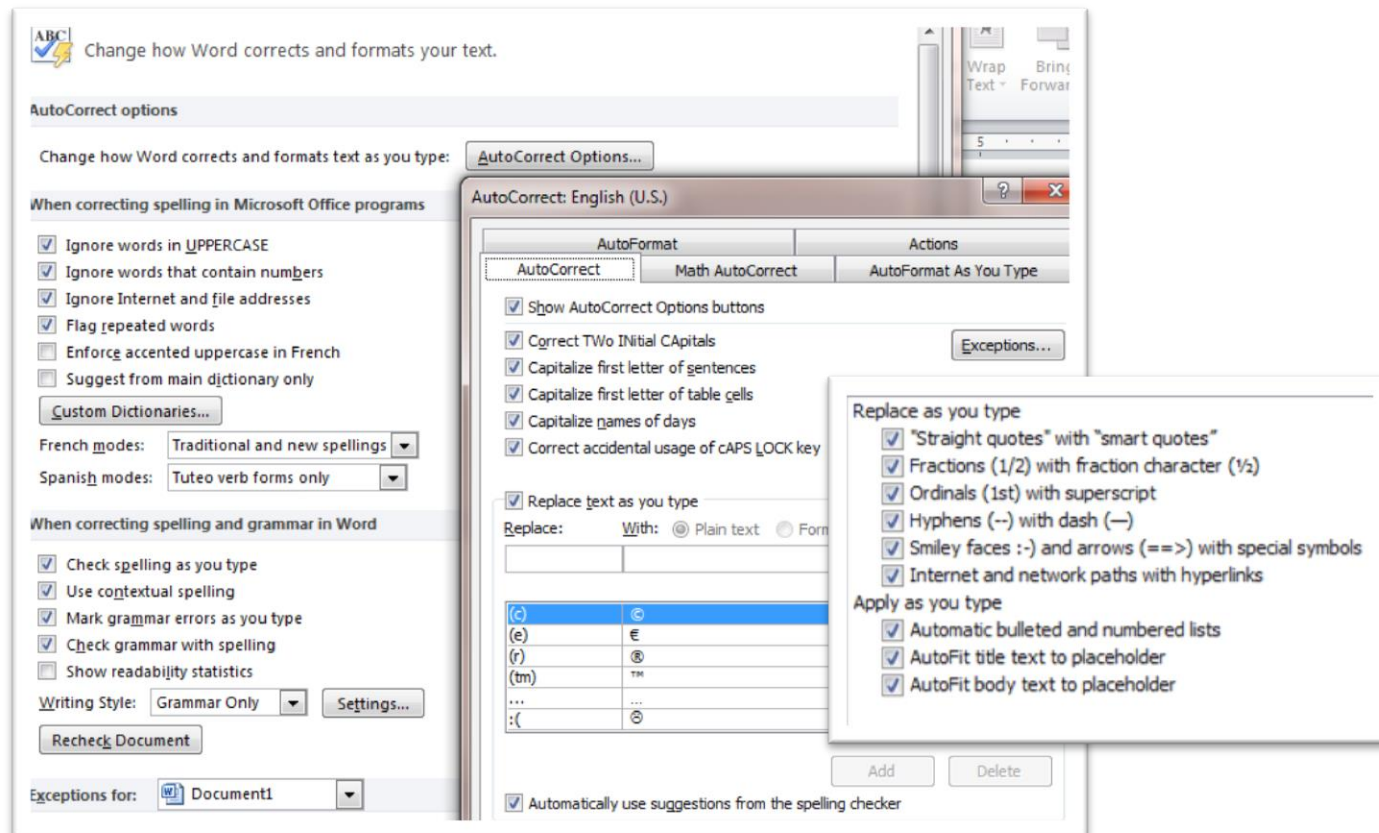 ABC
Change how Word corrects and formats your text.
AutoCorrect options
Change how Word corrects and formats text as you type:
AutoCorrect Options...
When correcting spelling in Microsoft Office programs
Ignore words in UPPERCASE
Ignore words that contain numbers
Ignore Internet and file addresses
Flag repeated words
Enforce accented uppercase in French
Suggest from main dictionary only
Custom Dictionaries...
French modes: Traditional and new spellings
Spanish modes: Tuteo verb forms only
When correcting spelling and grammar in Word
Check spelling as you type
Use contextual spelling
Mark grammar errors as you type
Check grammar with spelling
Show readability statistics
Writing Style: Grammar Only Settings...
Recheck Document
Exceptions for: Document1
A
Wrap Bring
Text Forwar
5
AutoCorrect: English (U.S.)
? X
AutoFormat Actions
AutoCorrect Math AutoCorrect AutoFormat As You Type
Show AutoCorrect Options buttons
Correct TWo INitial CApitals
Exceptions...
Capitalize first letter of sentences
Capitalize first letter of table cells
Capitalize names of days
Correct accidental usage of cAPS LOCK key
Replace text as you type
Replace: With: Plain text Form
(c) ©
(e) €
(r) ®
(tm) ™
... ...
:( ☹
Add Delete
Automatically use suggestions from the spelling checker
Replace as you type
"Straight quotes" with “smart quotes”
Fractions (1/2) with fraction character (½)
Ordinals (1st) with superscript
Hyphens (--) with dash (—)
Smiley faces :-) and arrows (==>) with special symbols
Internet and network paths with hyperlinks
Apply as you type
Automatic bulleted and numbered lists
AutoFit title text to placeholder
AutoFit body text to placeholder